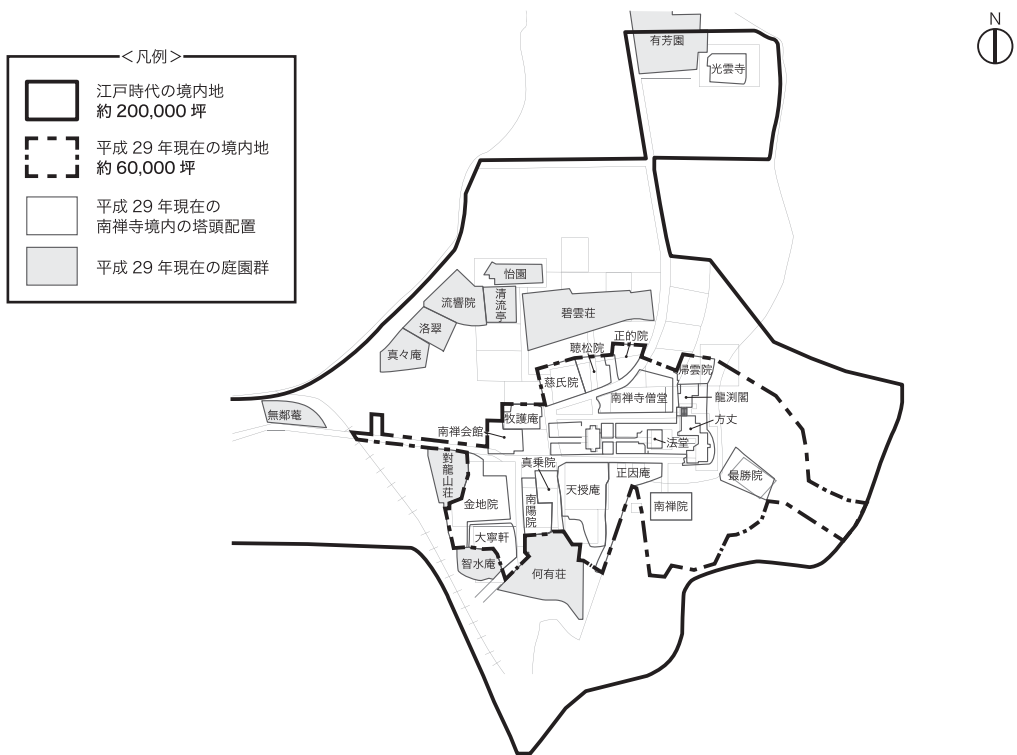 N
＜凡例＞
江戸時代の境内地
約 200,000 坪
平成 29 年現在の境内地
約 60,000 坪
平成 29 年現在の
南禅寺境内の塔頭配置
平成 29 年現在の庭園群
有芳園
光雲寺
怡園
清流亭
流響院
碧雲荘
洛翠
真々庵
正的院
聴松院
帰雲院
慈氏院
南禅寺僧堂
龍渕閣
無鄰菴
牧護庵
方丈
南禅会館
法堂
真乗院
對龍山荘
正因庵
最勝院
天授庵
金地院
南陽院
南禅院
大寧軒
智水庵
何有荘